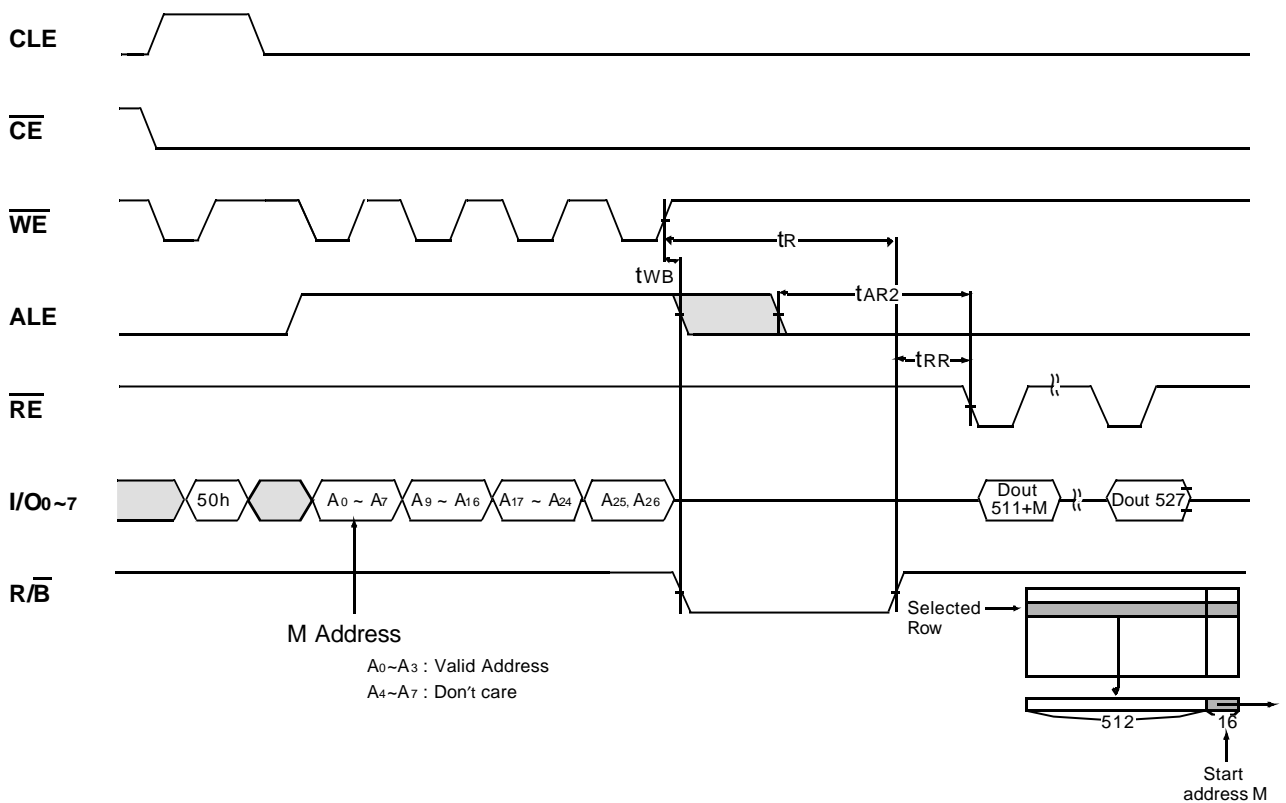 CLE
CE
WE
tR
tWB
ALE
tAR2
tRR
RE
I/O0~7
50h
A0 ~ A7
A9 ~ A16
A17 ~ A24
A25, A26
Dout
511+M
Dout 527
R/B
M Address
A0~A3 : Valid Address
A4~A7 : Don't care
Selected
Row
512
16
Start
address M